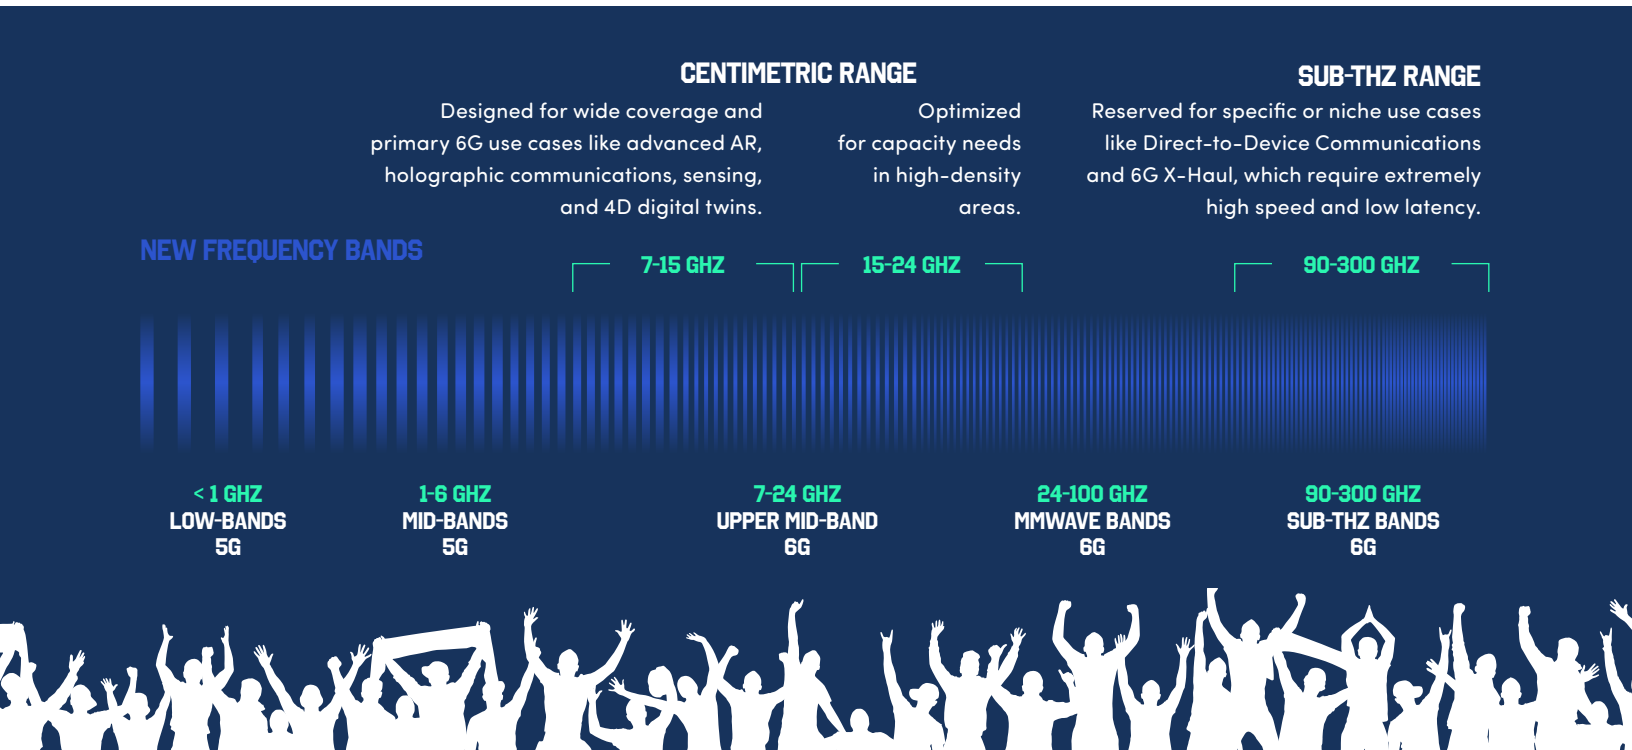 CENTIMETRIC RANGE
Designed for wide coverage and
primary 6G use cases like advanced AR,
holographic communications, sensing,
and 4D digital twins.
Optimized
for capacity needs
in high-density
areas.
SUB-THZ RANGE
Reserved for specific or niche use cases
like Direct-to-Device Communications
and 6G X-Haul, which require extremely
high speed and low latency.
NEW FREQUENCY BANDS
7-15 GHZ
15-24 GHZ
90-300 GHZ
< 1 GHZ
LOW-BANDS
5G
1-6 GHZ
MID-BANDS
5G
7-24 GHZ
UPPER MID-BAND
6G
24-100 GHZ
MMWAVE BANDS
6G
90-300 GHZ
SUB-THZ BANDS
6G